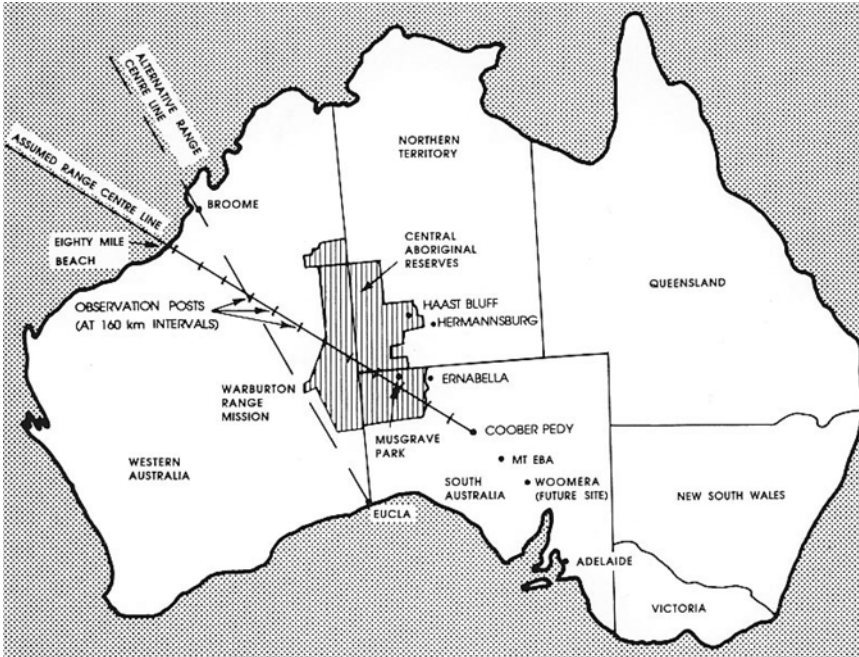 ALTERNATIVE RANGE
CENTRE LINE
ASSUMED RANGE CENTRE LINE
BROOME
EIGHTY MILE
BEACH
OBSERVATION POSTS
(AT 160 km INTERVALS)
NORTHERN
TERRITORY
CENTRAL
ABORIGINAL
RESERVES
HAAST BLUFF
HERMANNSBURG
QUEENSLAND
WARBURTON
RANGE
MISSION
ERNABELLA
MUSGRAVE
PARK
COOBER PEDY
WESTERN
AUSTRALIA
MT EBA
SOUTH
AUSTRALIA
WOOMERA
(FUTURE SITE)
NEW SOUTH WALES
EUCLA
ADELAIDE
VICTORIA